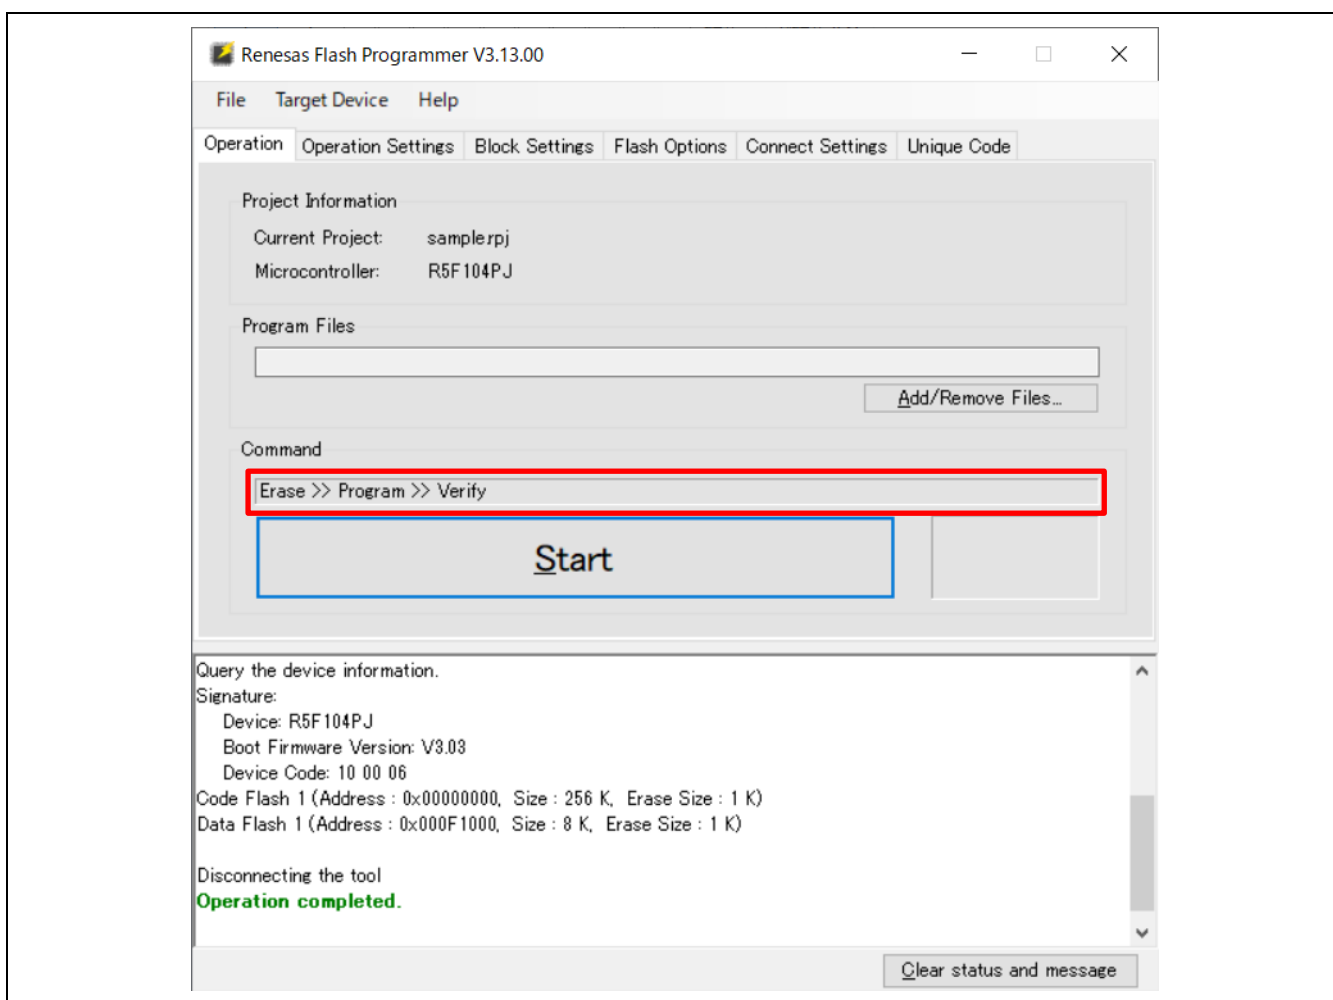 Renesas Flash Programmer V3.13.00
File Target Device Help
Operation Operation Settings Block Settings Flash Options Connect Settings Unique Code
Project Information
Current Project: sample.rpj
Microcontroller: R5F104PJ
Program Files
Add/Remove Files...
Command
Erase >> Program >> Verify
Start
Query the device information.
Signature:
Device: R5F104PJ
Boot Firmware Version: V3.03
Device Code: 10 00 06
Code Flash 1 (Address : 0x00000000, Size : 256 K, Erase Size : 1 K)
Data Flash 1 (Address : 0x000F1000, Size : 8 K, Erase Size : 1 K)
Disconnecting the tool
Operation completed.
Clear status and message